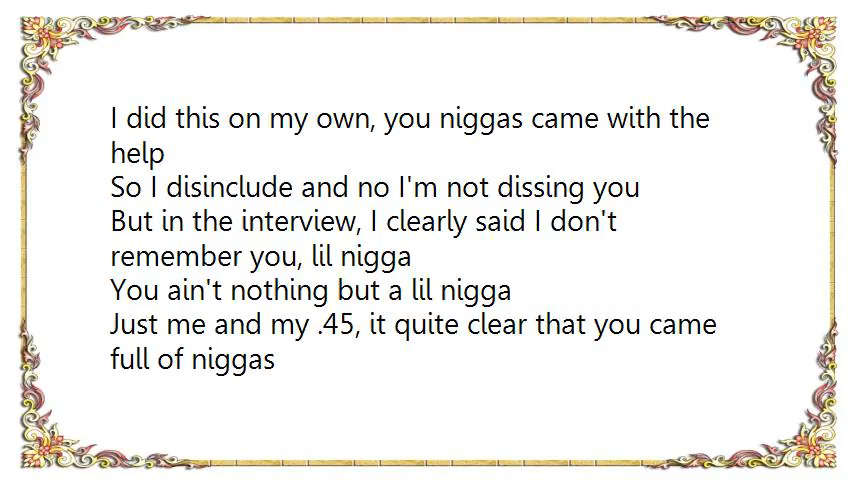 I did this on my own, you niggas came with the
help
So I disinclude and no I'm not dissing you
But in the interview, I clearly said I don't
remember you, lil nigga
You ain't nothing but a lil nigga
Just me and my .45, it quite clear that you came
full of niggas